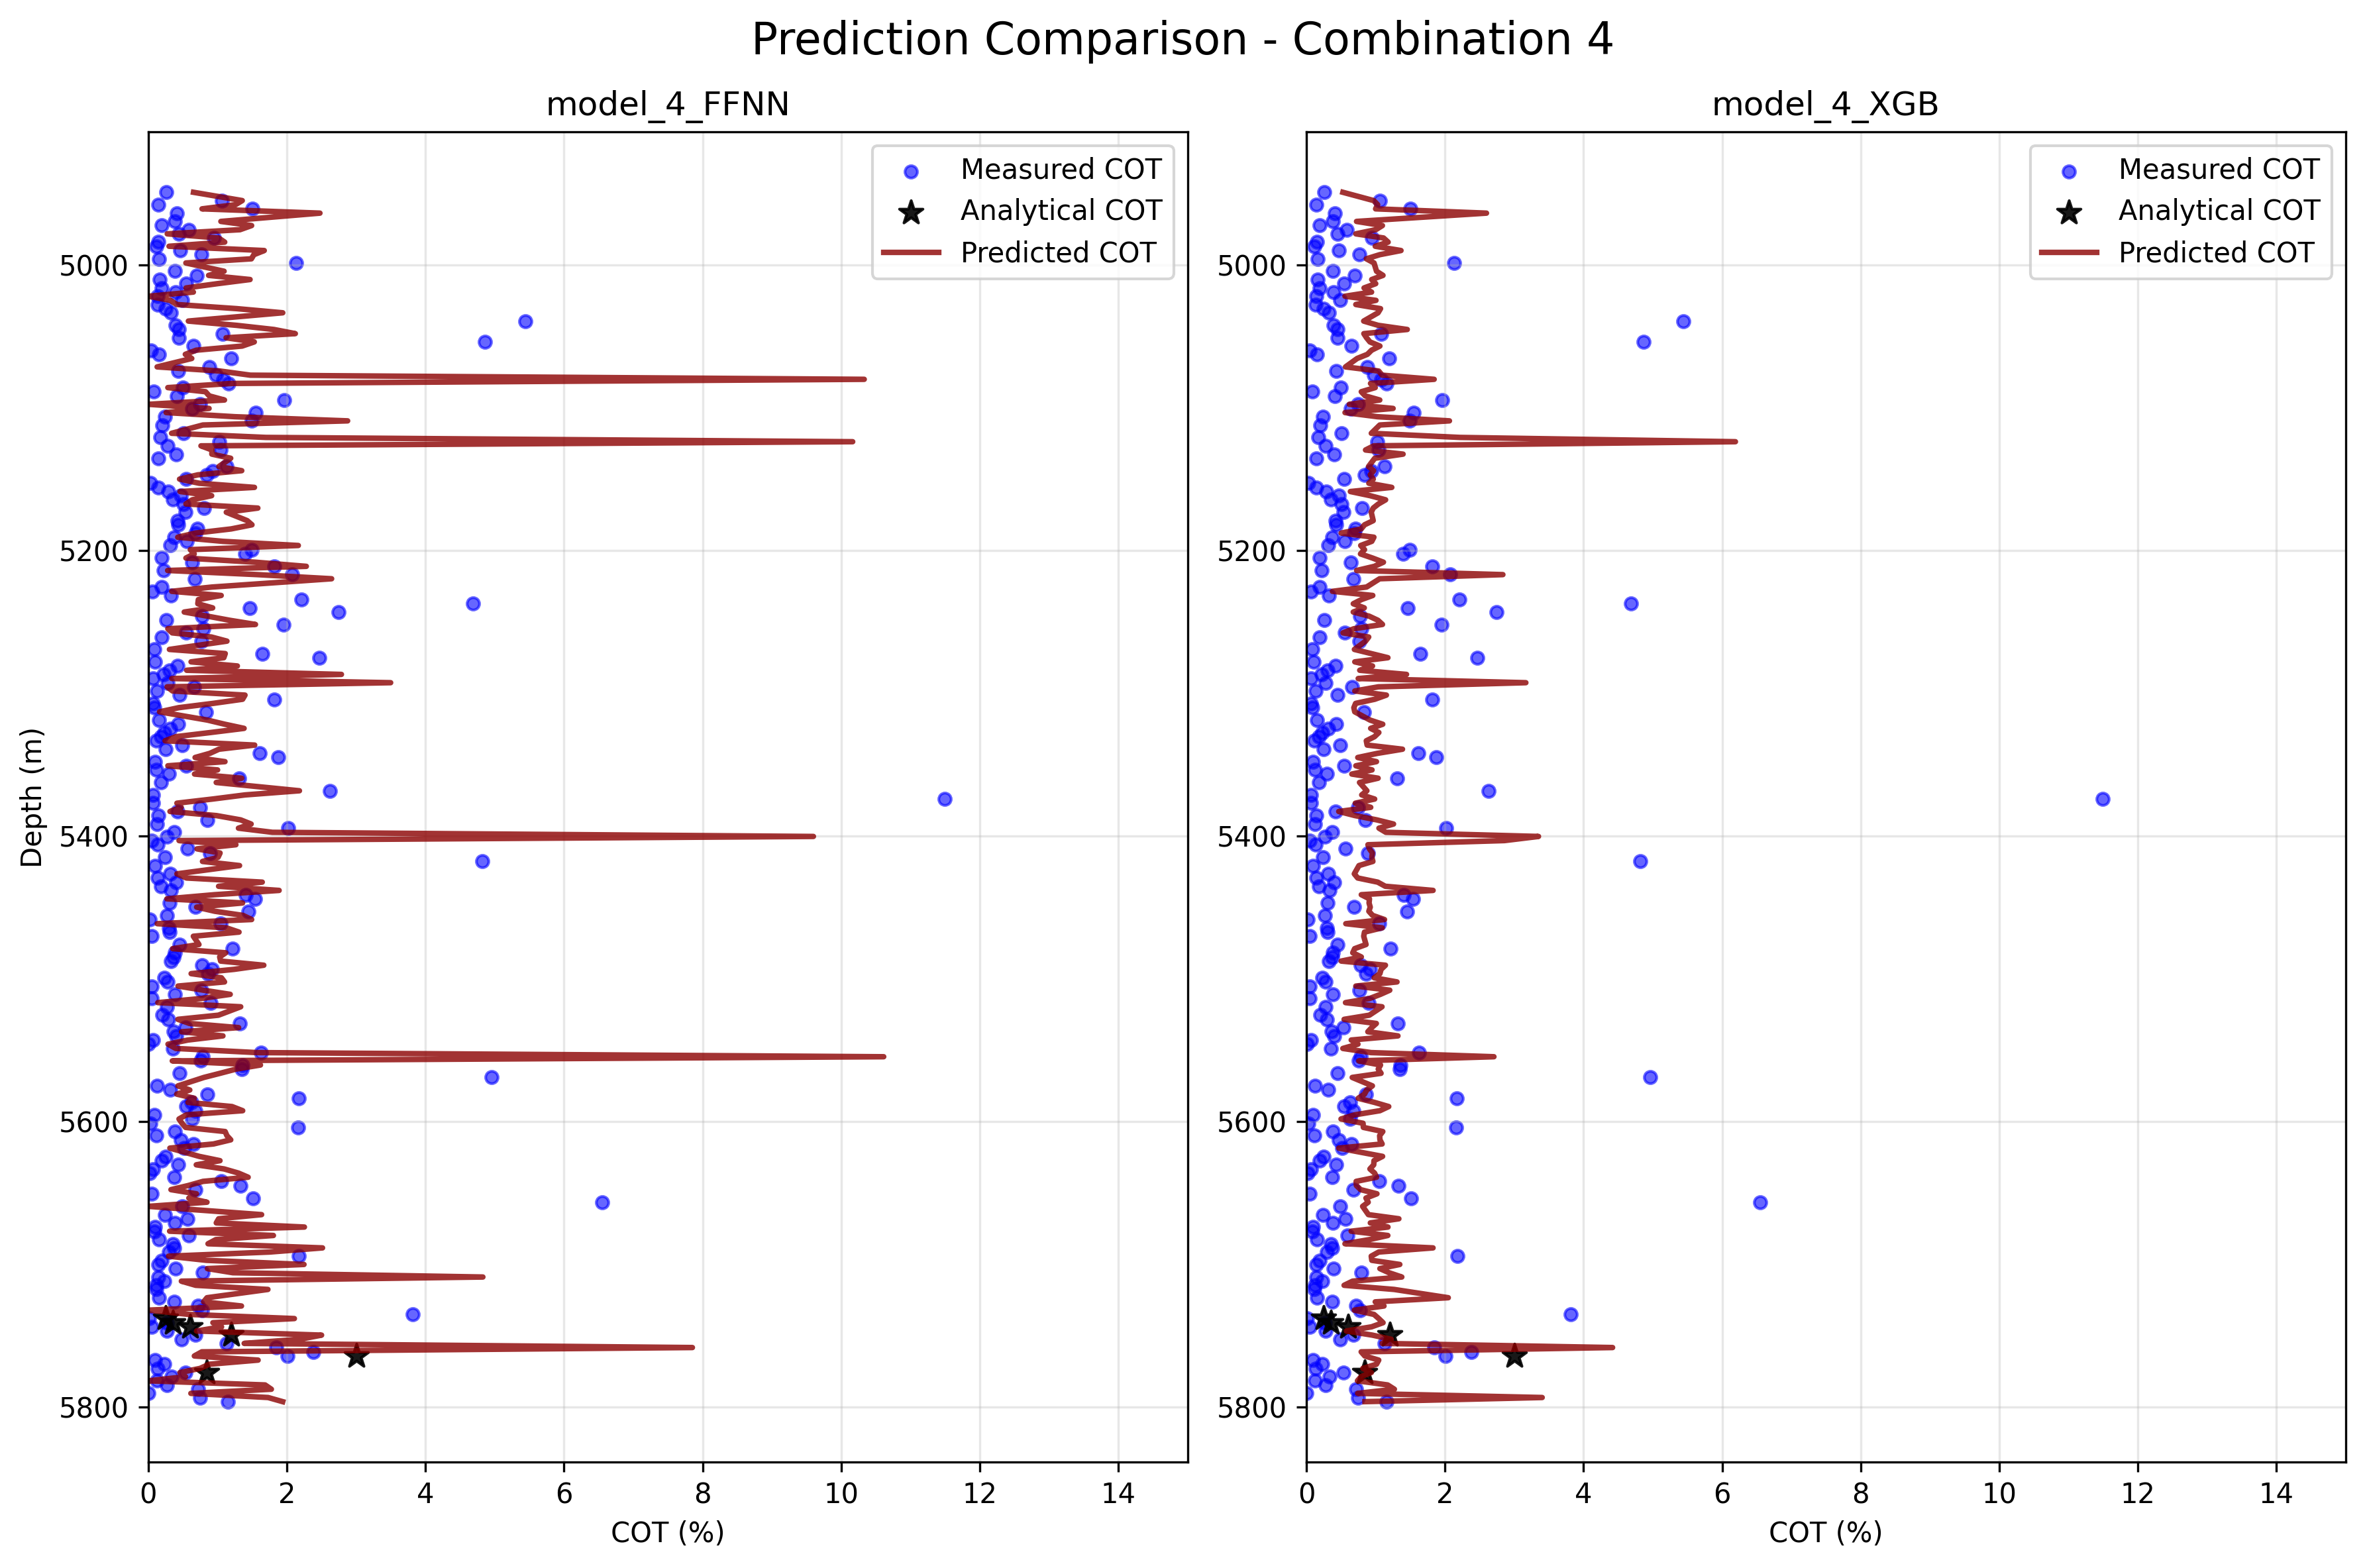 Prediction Comparison - Combination 4
model_4_FFNN
Measured COT
Analytical COT
Predicted COT
5000
5200
5400
5600
5800
Depth (m)
0 2 4 6 8 10 12 14
COT (%)
model_4_XGB
Measured COT
Analytical COT
Predicted COT
5000
5200
5400
5600
5800
0 2 4 6 8 10 12 14
COT (%)